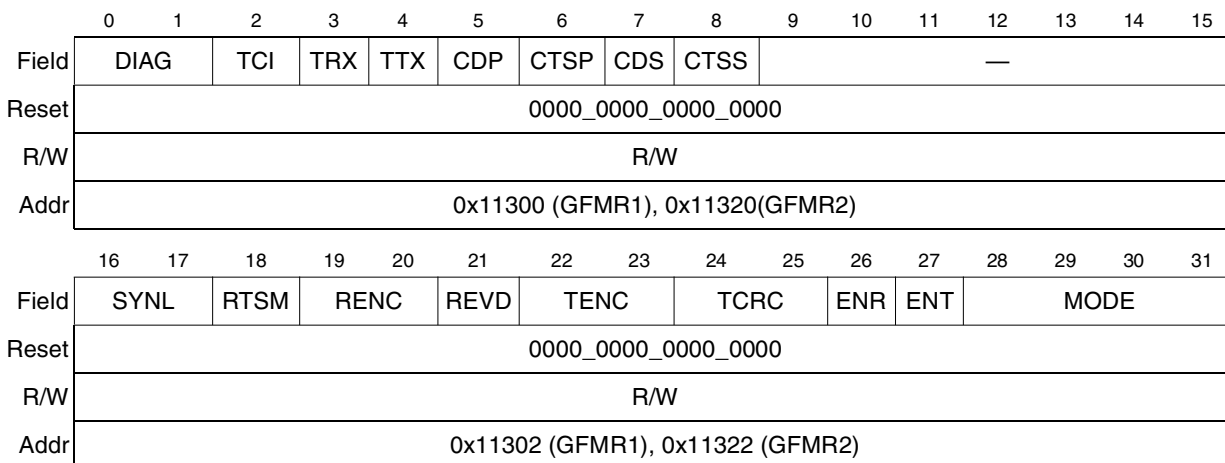 0 1 2 3 4 5 6 7 8 9 10 11 12 13 14 15
Field DIAG TCI TRX TTX CDP CTSP CDS CTSS —
Reset 0000_0000_0000_0000
R/W R/W
Addr 0x11300 (GFMR1), 0x11320(GFMR2)
16 17 18 19 20 21 22 23 24 25 26 27 28 29 30 31
Field SYNL RTSM RENC REVD TENC TCRC ENR ENT MODE
Reset 0000_0000_0000_0000
R/W R/W
Addr 0x11302 (GFMR1), 0x11322 (GFMR2)